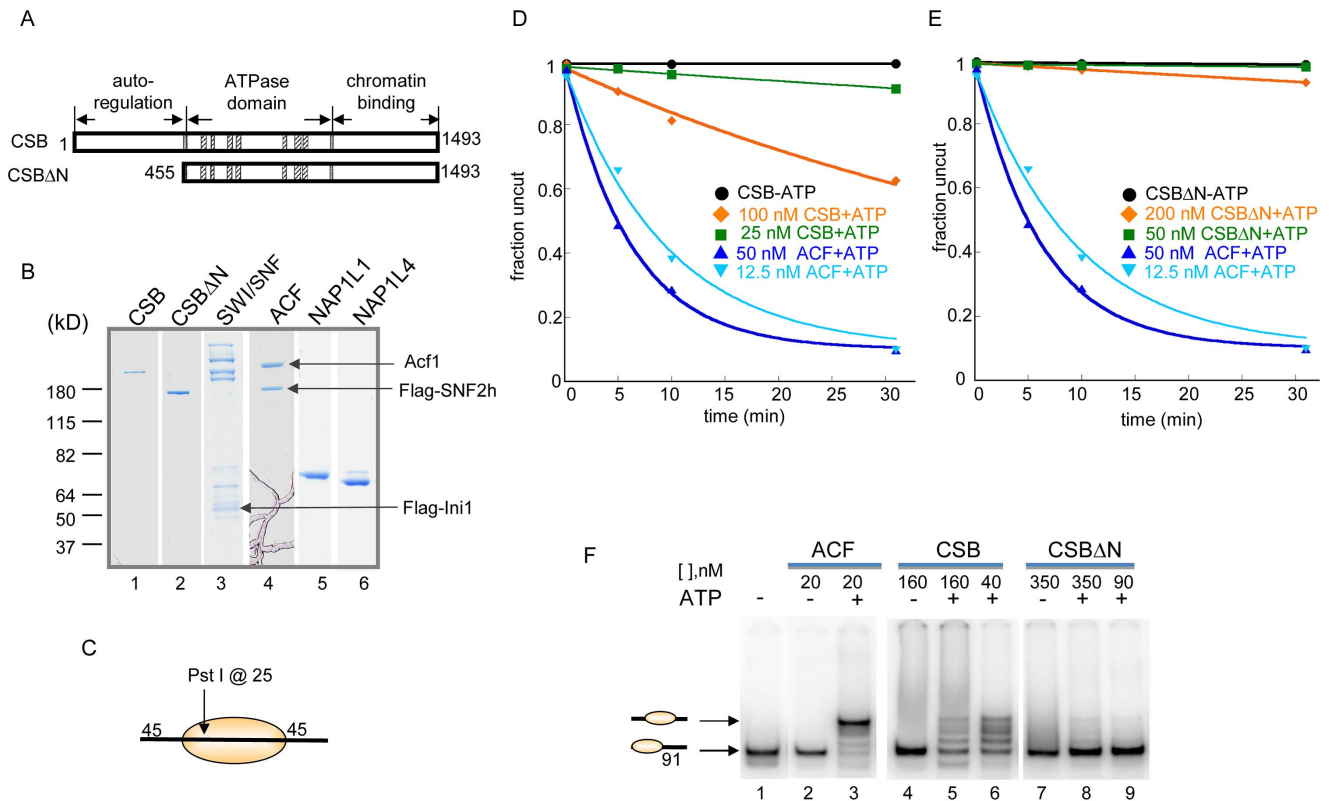 A
auto-
regulation
ATPase
domain
chromatin
binding
CSB 1
1493
CSBΔN
455
1493
B
(kD)
CSB
CSBΔN
SWI/SNF
ACF
NAP1L1
NAP1L4
180
115
82
64
50
37
Acf1
Flag-SNF2h
Flag-Ini1
1 2 3 4 5 6
C
Pst I @ 25
45
45
D
fraction uncut
1
0.8
0.6
0.4
0.2
0
CSB-ATP
100 nM CSB+ATP
25 nM CSB+ATP
50 nM ACF+ATP
12.5 nM ACF+ATP
0 5 10 15 20 25 30
time (min)
E
fraction uncut
1
0.8
0.6
0.4
0.2
0
CSBΔN-ATP
200 nM CSBΔN+ATP
50 nM CSBΔN+ATP
50 nM ACF+ATP
12.5 nM ACF+ATP
0 5 10 15 20 25 30
time (min)
F
ACF CSB CSBΔN
[ ],nM 20 20 160 160 40 350 350 90
ATP - - + - + + - + +
91
1 2 3 4 5 6 7 8 9